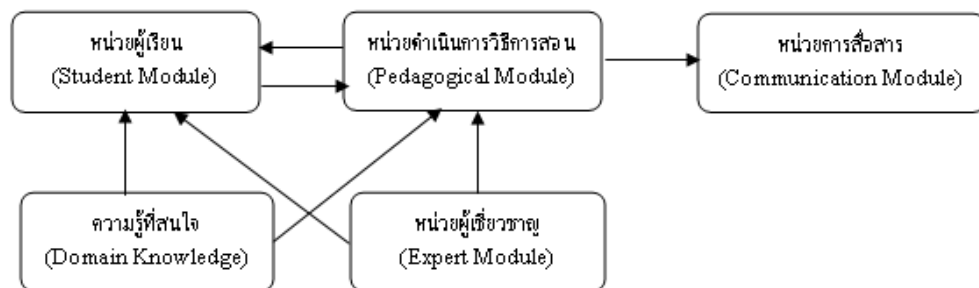 หน่วยผู้เรียน
(Student Module)
หน่วยดำเนินการวิธีการสอน
(Pedagogical Module)
หน่วยการสื่อสาร
(Communication Module)
ความรู้ที่สนใจ
(Domain Knowledge)
หน่วยผู้เชี่ยวชาญ
(Expert Module)